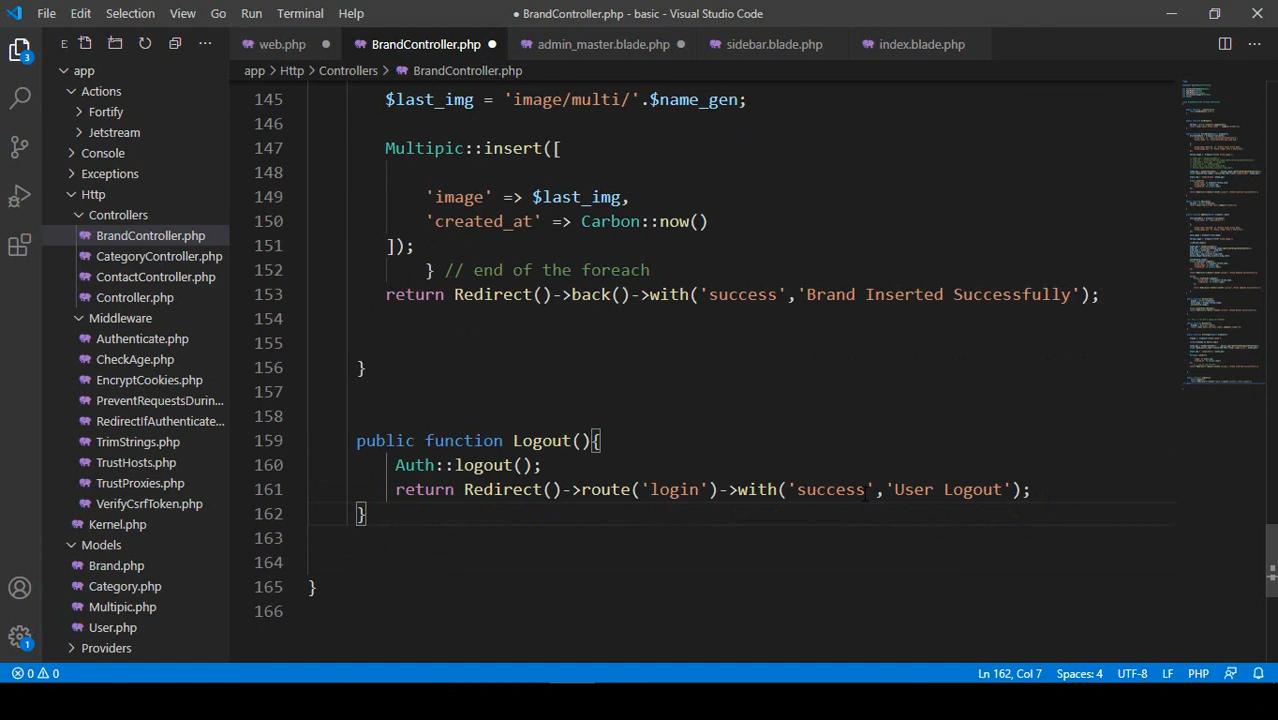 File Edit Selection View Go Run Terminal Help ● BrandController.php - basic - Visual Studio Code
E web.php BrandController.php admin_master.blade.php sidebar.blade.php index.blade.php
app > Http > Controllers > BrandController.php
app
Actions
Fortify
Jetstream
Console
Exceptions
Http
Controllers
BrandController.php
CategoryController.php
ContactController.php
Controller.php
Middleware
Authenticate.php
CheckAge.php
EncryptCookies.php
PreventRequestsDurin...
RedirectIfAuthenticate...
TrimStrings.php
TrustHosts.php
TrustProxies.php
VerifyCsrfToken.php
Kernel.php
Models
Brand.php
Category.php
Multipic.php
User.php
Providers
3
1
145 $last_img = 'image/multi/'.$name_gen;
146
147 Multipic::insert([
148
149 'image' => $last_img,
150 'created_at' => Carbon::now()
151 ]);
152 } // end of the foreach
153 return Redirect()->back()->with('success','Brand Inserted Successfully');
154
155
156 }
157
158
159 public function Logout(){
160 Auth::logout();
161 return Redirect()->route('login')->with('success','User Logout');
162 }
163
164
165 }
166
0 0 Ln 162, Col 7 Spaces: 4 UTF-8 LF PHP